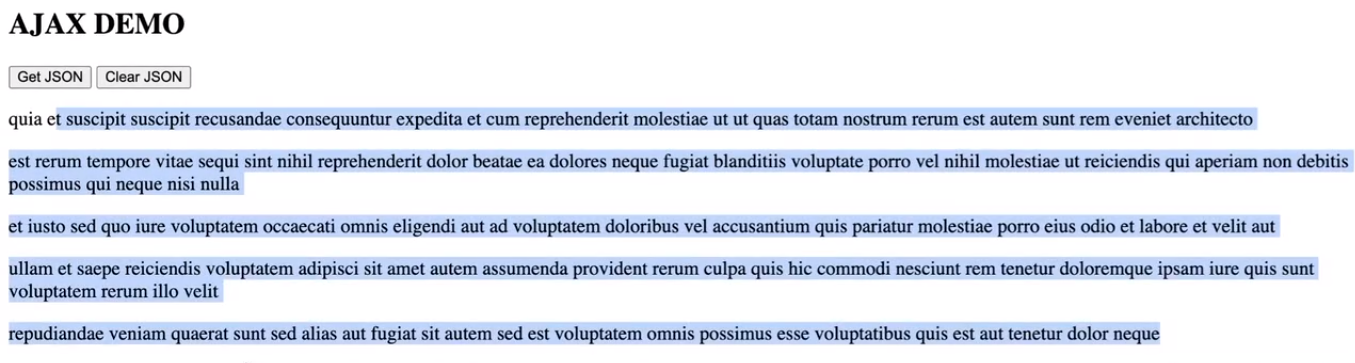 AJAX DEMO
Get JSON Clear JSON
quia et suscipit suscipit recusandae consequuntur expedita et cum reprehenderit molestiae ut ut quas totam nostrum rerum est autem sunt rem eveniet architecto
est rerum tempore vitae sequi sint nihil reprehenderit dolor beatae ea dolores neque fugiat blanditiis voluptate porro vel nihil molestiae ut reiciendis qui aperiam non debitis
possimus qui neque nisi nulla
et iusto sed quo iure voluptatem occaecati omnis eligendi aut ad voluptatem doloribus vel accusantium quis pariatur molestiae porro eius odio et labore et velit aut
ullam et saepe reiciendis voluptatem adipisci sit amet autem assumenda provident rerum culpa quis hic commodi nesciunt rem tenetur doloremque ipsam iure quis sunt
voluptatem rerum illo velit
repudiandae veniam quaerat sunt sed alias aut fugiat sit autem sed est voluptatem omnis possimus esse voluptatibus quis est aut tenetur dolor neque